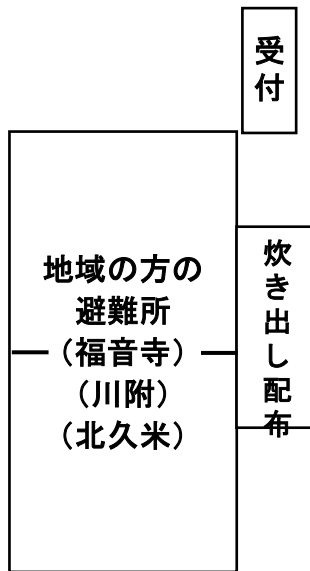 受付
地域の方の
避難所
（福音寺）
（川附）
（北久米）
炊き出し配布